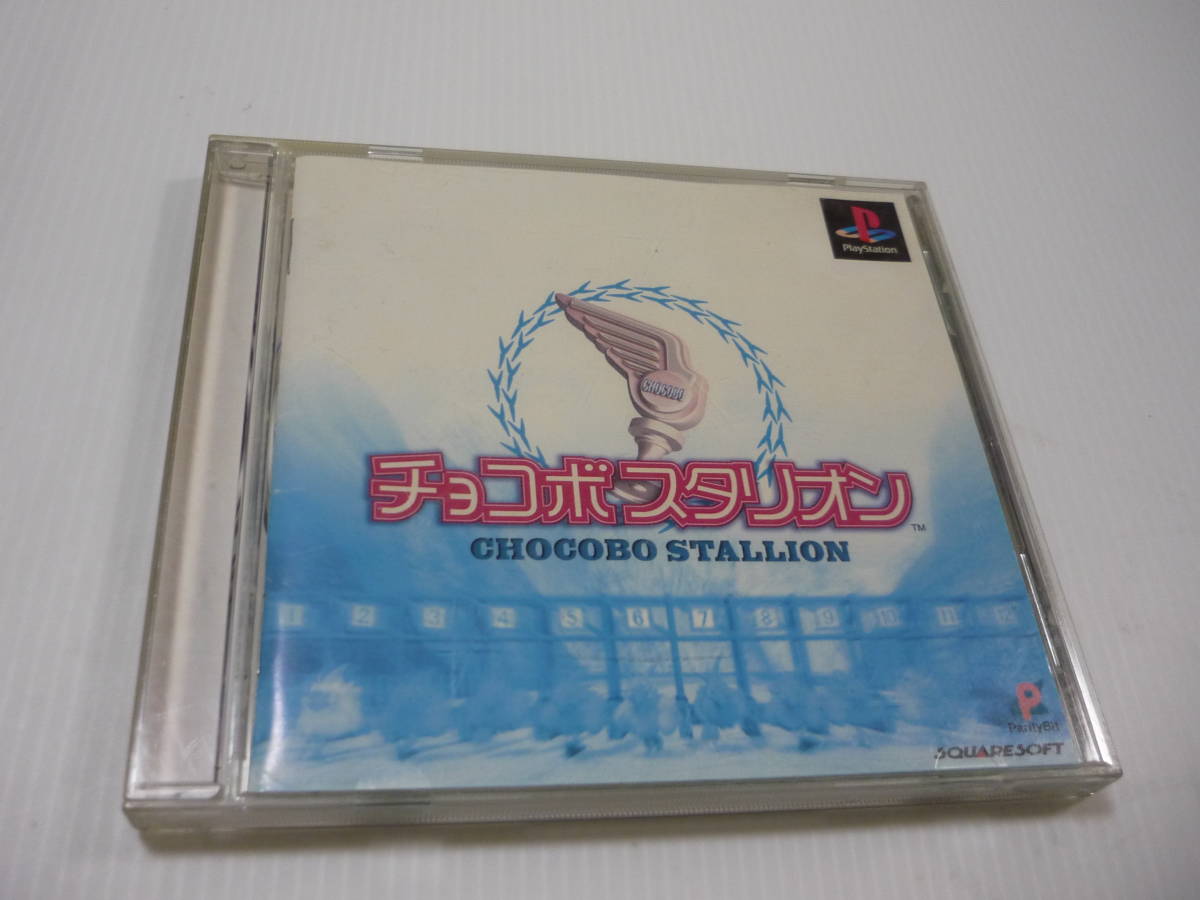 PlayStation
CHOCOBO
チョコボ スタリオン
TM
CHOCOBO STALLION
1 2 3 4 5 6 7 8 9 10 11 12
ParityBit
SQUARESOFT